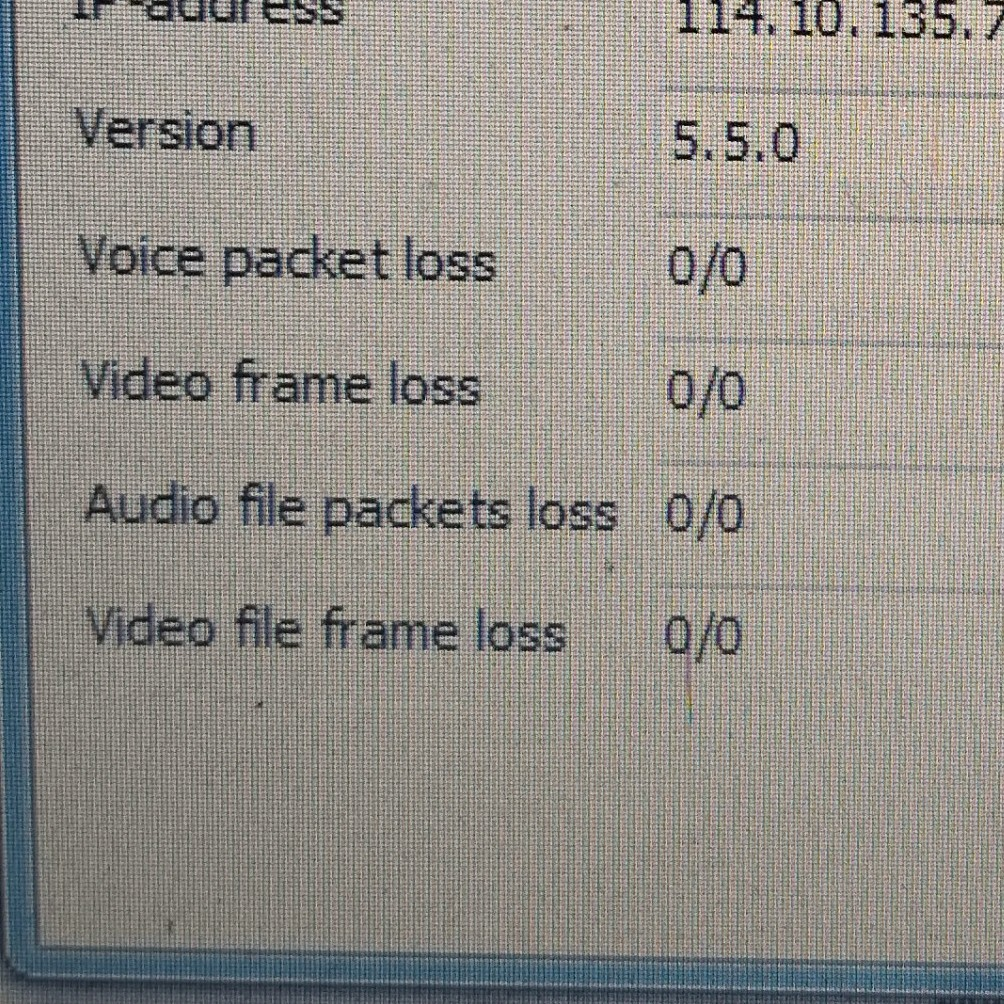 IP-address 114.10.135.7
Version 5.5.0
Voice packet loss 0/0
Video frame loss 0/0
Audio file packets loss 0/0
Video file frame loss 0/0